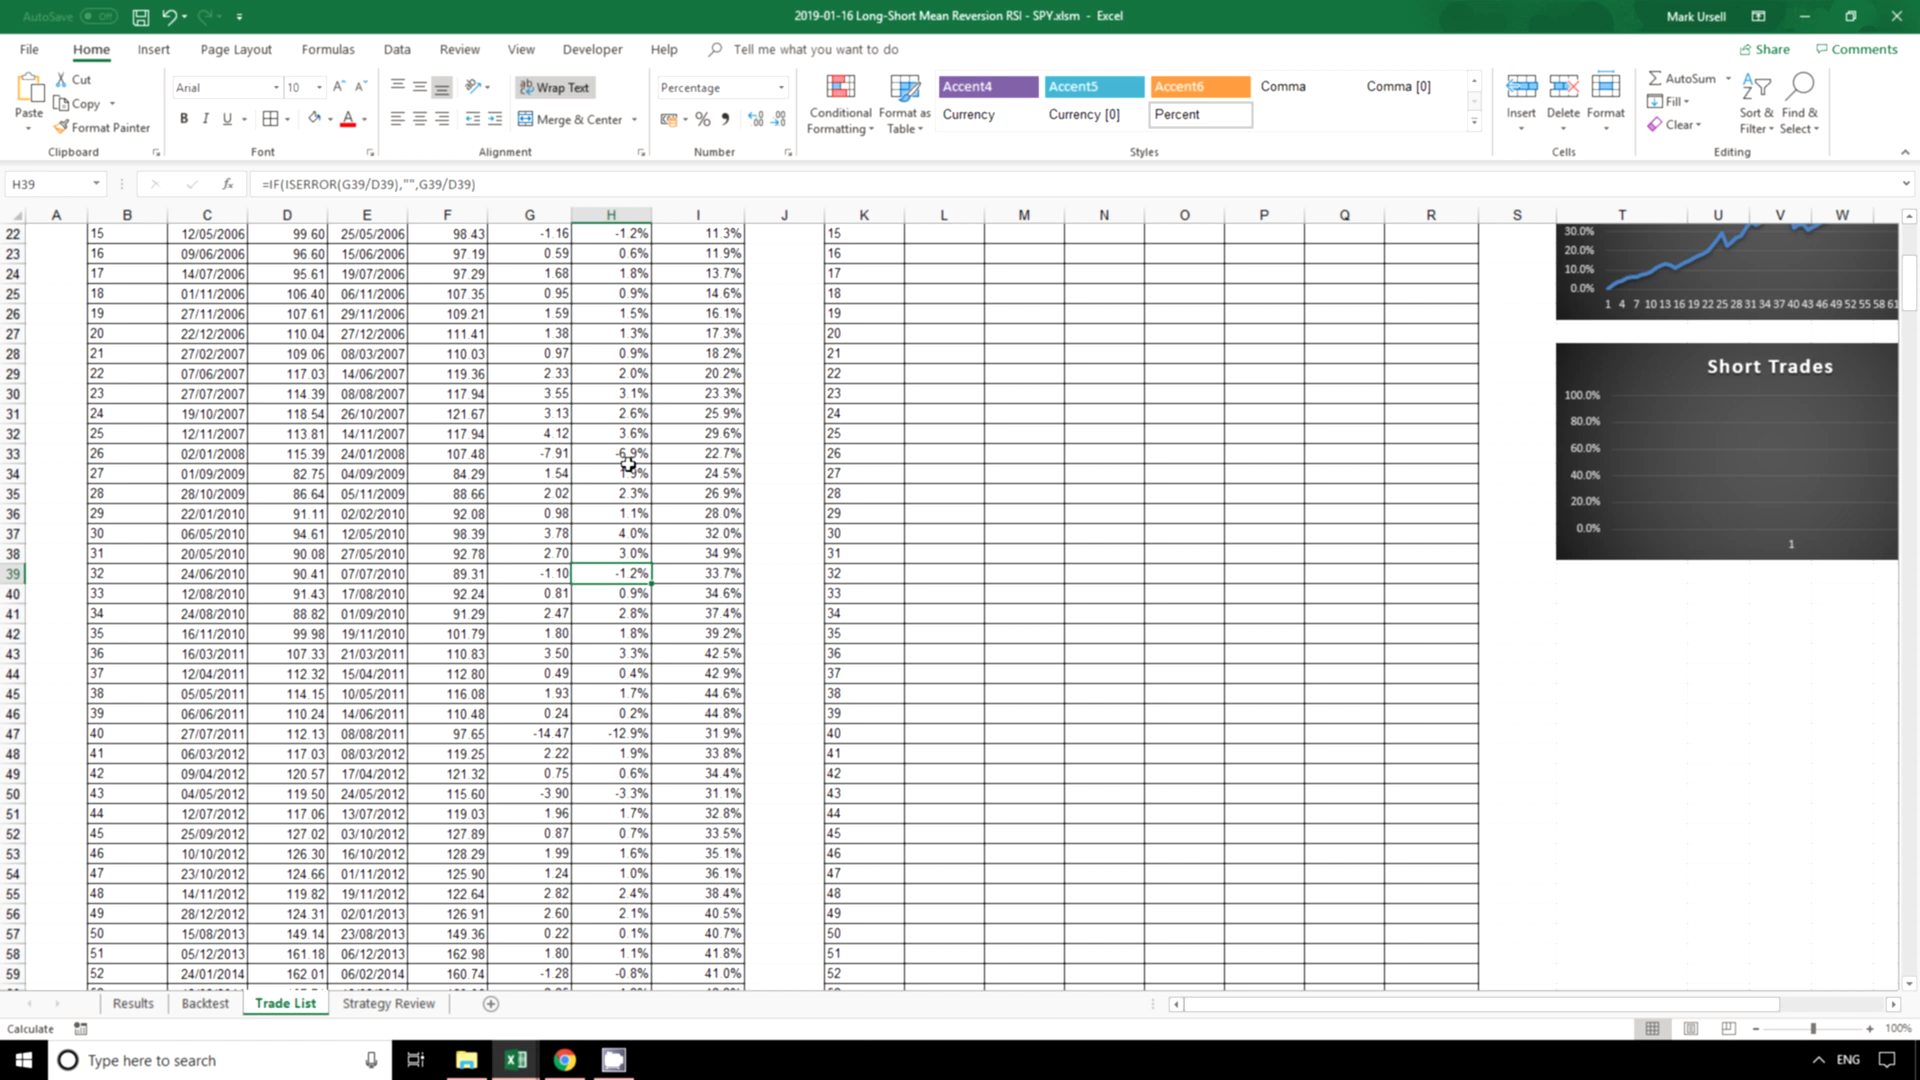 AutoSave Off
2019-01-16 Long-Short Mean Reversion RSI - SPY.xlsm - Excel
Mark Ursell
File Home Insert Draw Page Layout Formulas Data Review View Developer Help Tell me what you want to do Share Comments
Paste Cut Copy Format Painter
Arial 10
B I U A
Wrap Text
Merge & Center
Percentage
Conditional Formatting
Format as Table
Accent4 Accent5 Accent6 Comma Comma [0]
Currency Currency [0] Percent
Insert Delete Format
AutoSum
Fill
Clear
Sort & Filter
Find & Select
Clipboard Font Alignment Number Styles Cells Editing
H39 fx =IF(ISERROR(G39/D39),"",G39/D39)
A B C D E F G H I J K L M N O P Q R S T U V W
22 15 12/05/2006 99.60 25/05/2006 98.43 -1.16 -1.2% 11.3% 15
23 16 09/06/2006 96.60 15/06/2006 97.19 0.59 0.6% 11.9% 16
24 17 14/07/2006 95.61 19/07/2006 97.29 1.68 1.8% 13.7% 17
25 18 01/11/2006 106.40 06/11/2006 107.35 0.95 0.9% 14.6% 18
26 19 27/11/2006 107.61 29/11/2006 109.21 1.59 1.5% 16.1% 19
27 20 22/12/2006 110.04 27/12/2006 111.41 1.38 1.3% 17.3% 20
28 21 27/02/2007 109.06 08/03/2007 110.03 0.97 0.9% 18.2% 21
29 22 07/06/2007 117.03 14/06/2007 119.36 2.33 2.0% 20.2% 22
30 23 27/07/2007 114.39 08/08/2007 117.94 3.55 3.1% 23.3% 23
31 24 19/10/2007 118.54 26/10/2007 121.67 3.13 2.6% 25.9% 24
32 25 12/11/2007 113.81 14/11/2007 117.94 4.12 3.6% 29.6% 25
33 26 02/01/2008 115.39 24/01/2008 107.48 -7.91 -6.9% 22.7% 26
34 27 01/09/2009 82.75 04/09/2009 84.29 1.54 1.9% 24.5% 27
35 28 28/10/2009 86.64 05/11/2009 88.66 2.02 2.3% 26.9% 28
36 29 22/01/2010 91.11 02/02/2010 92.08 0.98 1.1% 28.0% 29
37 30 06/05/2010 94.61 12/05/2010 98.39 3.78 4.0% 32.0% 30
38 31 20/05/2010 90.08 27/05/2010 92.78 2.70 3.0% 34.9% 31
39 32 24/06/2010 90.41 07/07/2010 89.31 -1.10 -1.2% 33.7% 32
40 33 12/08/2010 91.43 17/08/2010 92.24 0.81 0.9% 34.6% 33
41 34 24/08/2010 88.82 01/09/2010 91.29 2.47 2.8% 37.4% 34
42 35 16/11/2010 99.98 19/11/2010 101.79 1.80 1.8% 39.2% 35
43 36 16/03/2011 107.33 21/03/2011 110.83 3.50 3.3% 42.5% 36
44 37 12/04/2011 112.32 15/04/2011 112.80 0.49 0.4% 42.9% 37
45 38 05/05/2011 114.15 10/05/2011 116.08 1.93 1.7% 44.6% 38
46 39 06/06/2011 110.24 14/06/2011 110.48 0.24 0.2% 44.8% 39
47 40 27/07/2011 112.13 08/08/2011 97.65 -14.47 -12.9% 31.9% 40
48 41 06/03/2012 117.03 08/03/2012 119.25 2.22 1.9% 33.8% 41
49 42 09/04/2012 120.57 17/04/2012 121.32 0.75 0.6% 34.4% 42
50 43 04/05/2012 119.50 24/05/2012 115.60 -3.90 -3.3% 31.1% 43
51 44 12/07/2012 117.06 13/07/2012 119.03 1.96 1.7% 32.8% 44
52 45 25/09/2012 127.02 03/10/2012 127.89 0.87 0.7% 33.5% 45
53 46 10/10/2012 126.30 16/10/2012 128.29 1.99 1.6% 35.1% 46
54 47 23/10/2012 124.66 01/11/2012 125.90 1.24 1.0% 36.1% 47
55 48 14/11/2012 119.82 19/11/2012 122.64 2.82 2.4% 38.4% 48
56 49 28/12/2012 124.31 02/01/2013 126.91 2.60 2.1% 40.5% 49
57 50 15/08/2013 149.14 23/08/2013 149.36 0.22 0.1% 40.7% 50
58 51 05/12/2013 161.18 06/12/2013 162.98 1.80 1.1% 41.8% 51
59 52 24/01/2014 162.01 06/02/2014 160.74 -1.28 -0.8% 41.0% 52
30.0%
20.0%
10.0%
0.0%
1 4 7 10 13 16 19 22 25 28 31 34 37 40 43 46 49 52 55 58 61
Short Trades
100.0%
80.0%
60.0%
40.0%
20.0%
0.0%
1
Results Backtest Trade List Strategy Review
Calculate
100%
Type here to search
ENG